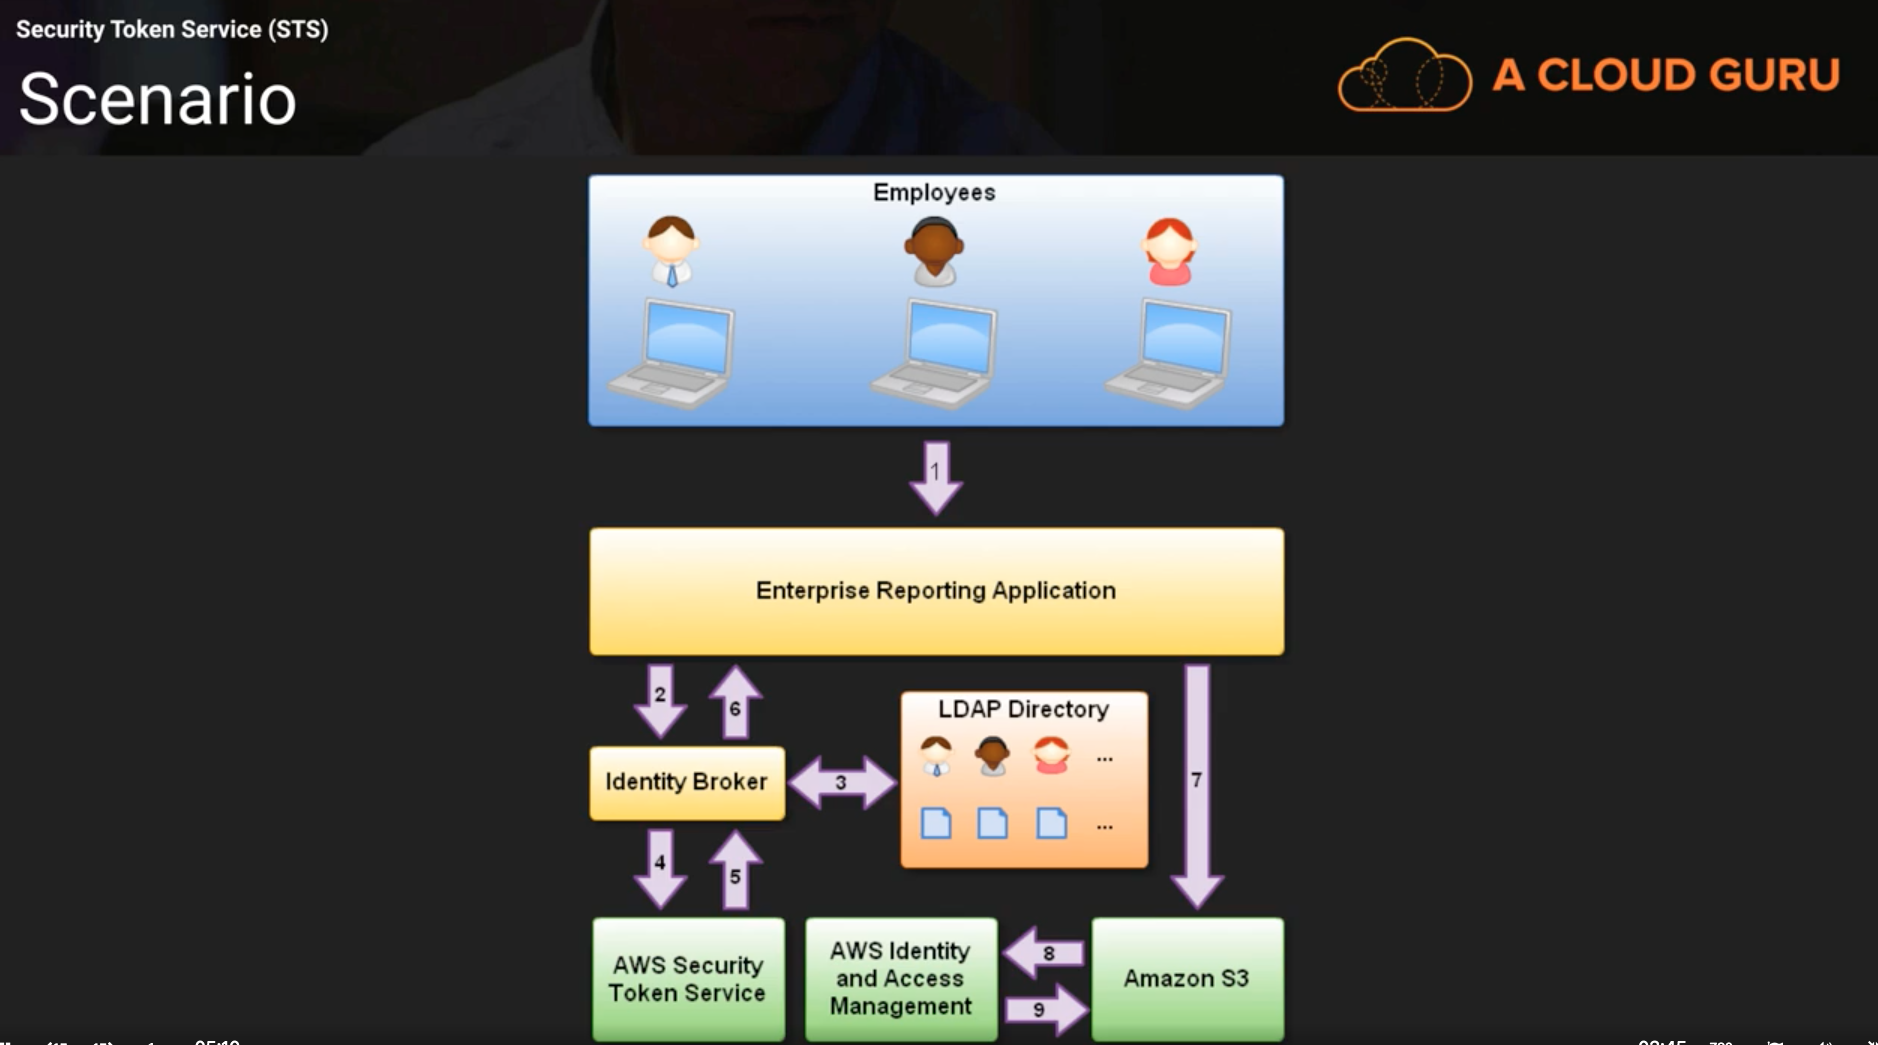 Security Token Service (STS)
Scenario
A CLOUD GURU
Employees
1
Enterprise Reporting Application
2
6
LDAP Directory
...
Identity Broker
3
7
...
4
5
AWS Security
Token Service
AWS Identity
and Access
Management
8
9
Amazon S3